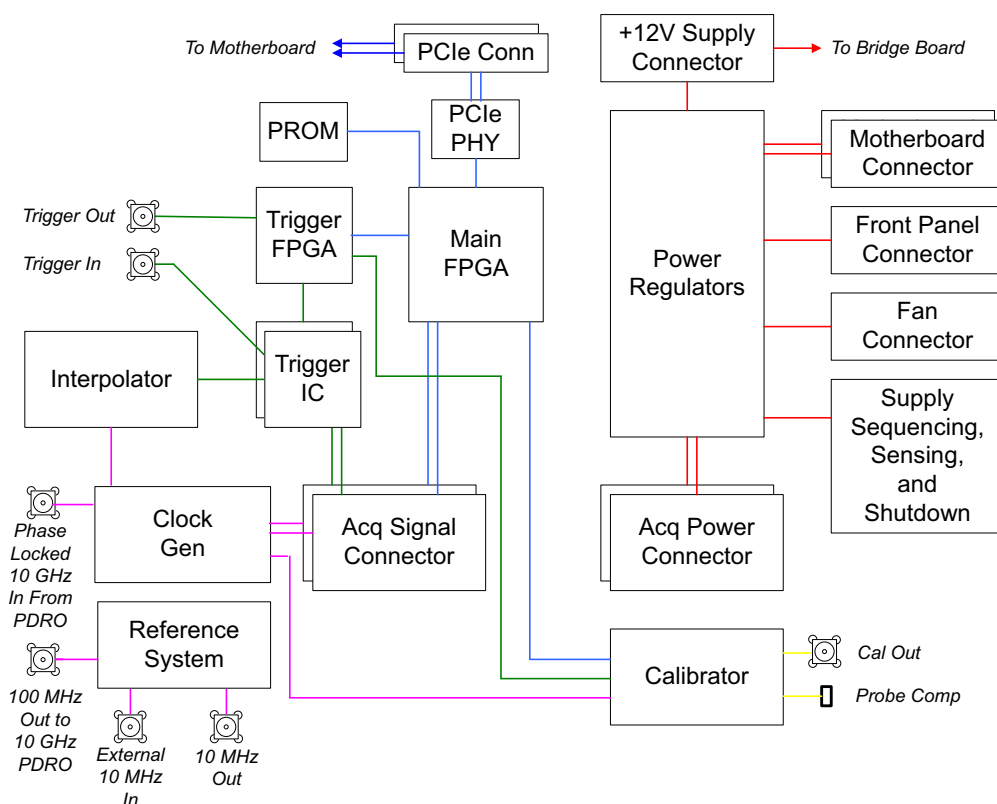 To Motherboard
PCIe Conn
+12V Supply
Connector
To Bridge Board
PROM
PCIe
PHY
Motherboard
Connector
Trigger Out
Trigger In
Trigger
FPGA
Main
FPGA
Power
Regulators
Front Panel
Connector
Fan
Connector
Interpolator
Trigger
IC
Supply
Sequencing,
Sensing,
and
Shutdown
Phase
Locked
10 GHz
In From
PDRO
Clock
Gen
Acq Signal
Connector
Acq Power
Connector
Reference
System
100 MHz
Out to
10 GHz
PDRO
External
10 MHz
In
10 MHz
Out
Calibrator
Cal Out
Probe Comp